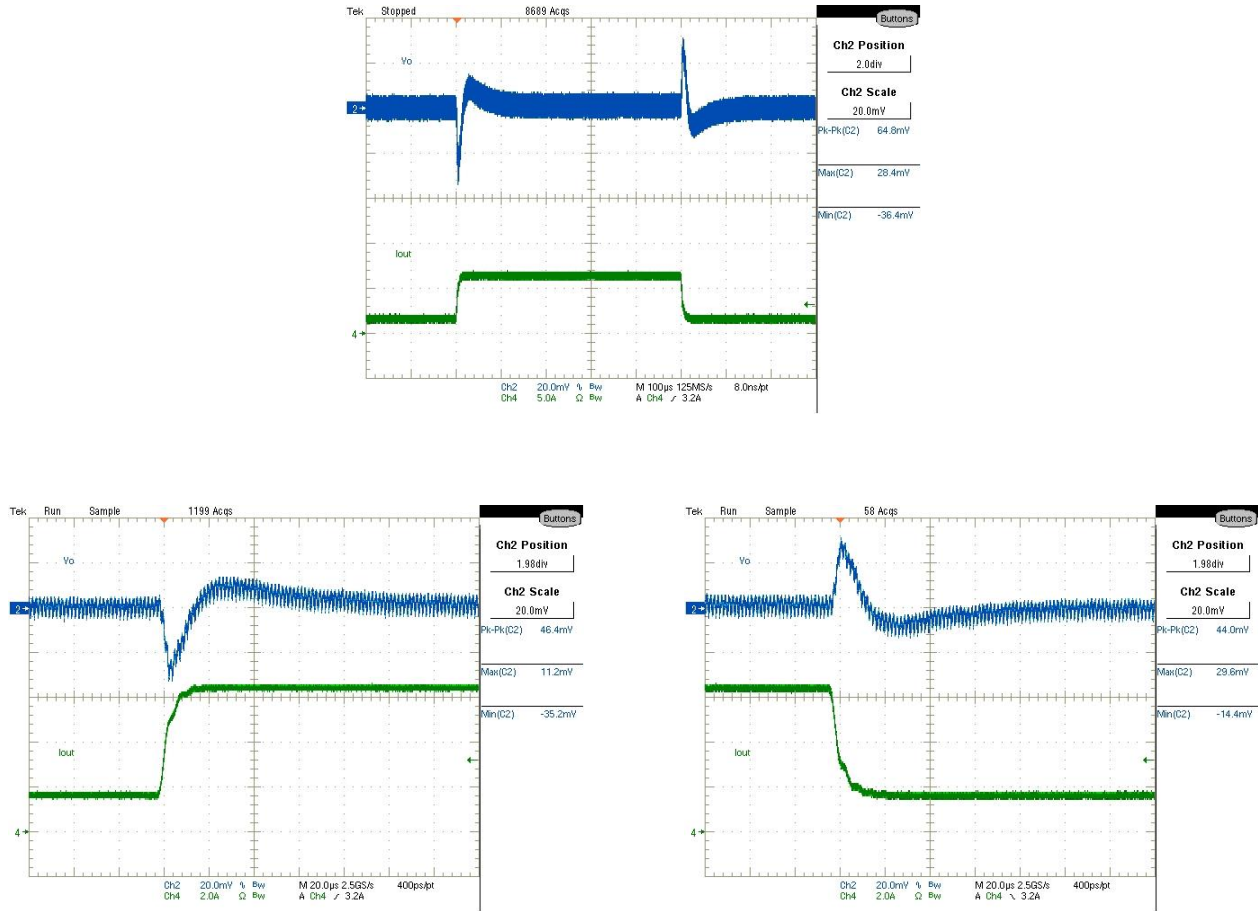 Tek Stopped 8689 Acqs
Buttons
Ch2 Position
2.0div
Ch2 Scale
20.0mV
Pk-Pk(C2) 64.8mV
Max(C2) 28.4mV
Min(C2) -36.4mV
Vo
2
Iout
4
Ch2 20.0mV % Bw M 100µs 125MS/s 8.0ns/pt
Ch4 5.0A Ω Bw A Ch4 / 3.2A
Tek Run Sample 1199 Acqs
Buttons
Ch2 Position
1.98div
Ch2 Scale
20.0mV
Pk-Pk(C2) 46.4mV
Max(C2) 11.2mV
Min(C2) -35.2mV
Vo
2
Iout
4
Ch2 20.0mV % Bw M 20.0µs 2.5GS/s 400ps/pt
Ch4 2.0A Ω Bw A Ch4 / 3.2A
Tek Run Sample 58 Acqs
Buttons
Ch2 Position
1.98div
Ch2 Scale
20.0mV
Pk-Pk(C2) 44.0mV
Max(C2) 29.6mV
Min(C2) -14.4mV
Vo
2
Iout
4
Ch2 20.0mV % Bw M 20.0µs 2.5GS/s 400ps/pt
Ch4 2.0A Ω Bw A Ch4 \ 3.2A